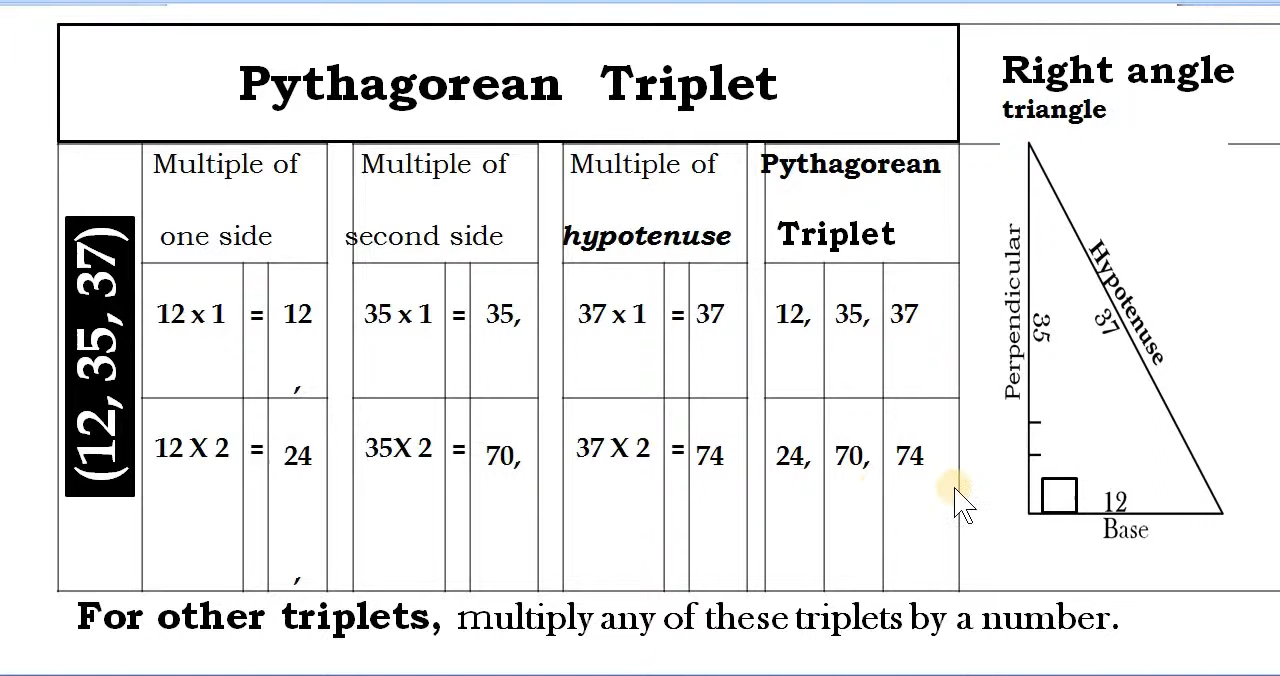 Pythagorean Triplet
Right angle
triangle
Multiple of one side
Multiple of second side
Multiple of hypotenuse
Pythagorean Triplet
(12, 35, 37)
12 x 1 = 12 ,
35 x 1 = 35,
37 x 1 = 37
12, 35, 37
12 X 2 = 24 ,
35X 2 = 70,
37 X 2 = 74
24, 70, 74
Perpendicular
35
Hypotenuse
37
12
Base
For other triplets, multiply any of these triplets by a number.